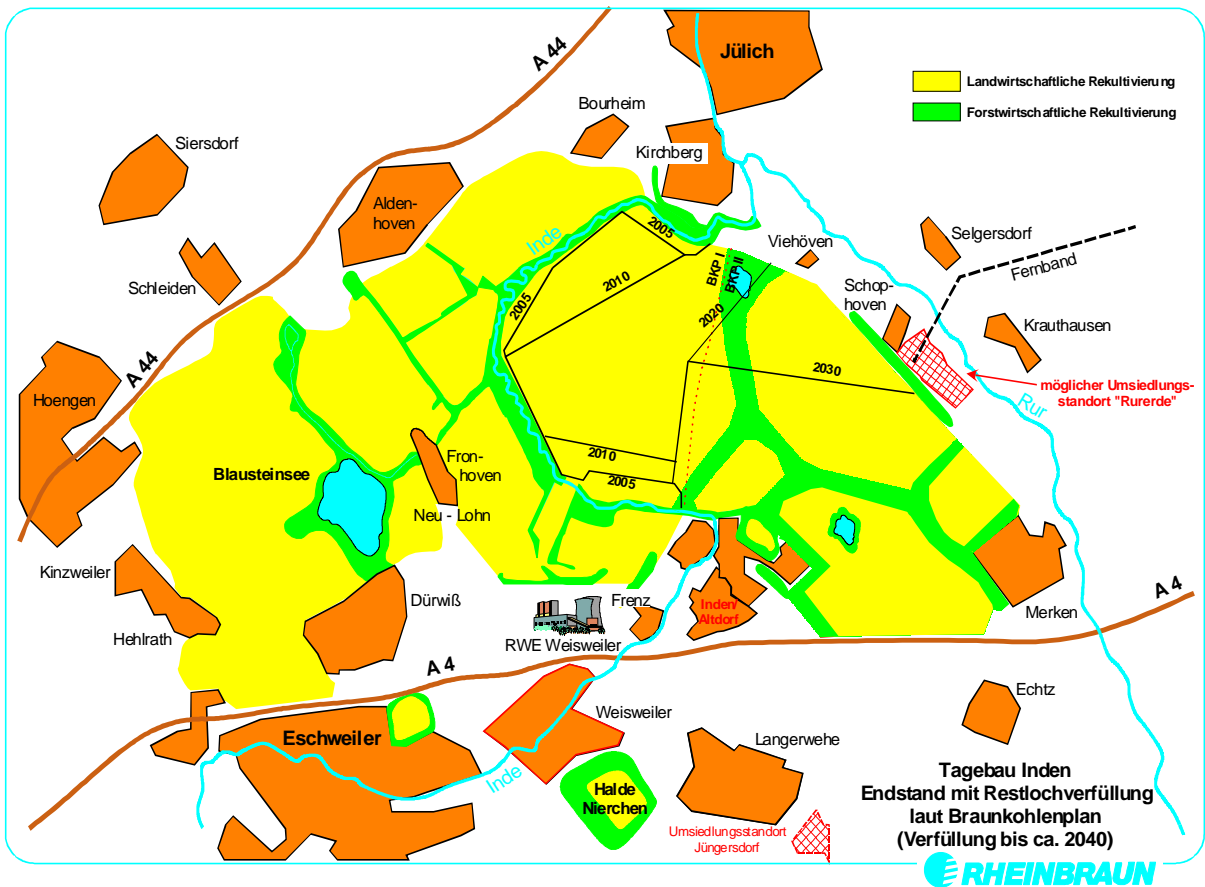 A 44
Jülich
Landwirtschaftliche Rekultivierung
Forstwirtschaftliche Rekultivierung
Bourheim
Siersdorf
Kirchberg
Alden-
hoven
Inde
2005
Viehöven
Selgersdorf
Fernband
Schleiden
2010
2005
BKP I
BKP II
2020
Schop-
hoven
Krauthausen
A 44
Hoengen
2030
möglicher Umsiedlungs-
standort "Rurerde"
Rur
Blausteinsee
Fron-
hoven
Neu - Lohn
2010
2005
Kinzweiler
Dürwiß
Hehlrath
Frenz
RWE Weisweiler
Inden/
Altdorf
Merken
A 4
A 4
Echtz
Weisweiler
Eschweiler
Langerwehe
Inde
Halde
Nierchen
Umsiedlungsstandort
Jüngersdorf
Tagebau Inden
Endstand mit Restlochverfüllung
laut Braunkohlenplan
(Verfüllung bis ca. 2040)
RHEINBRAUN